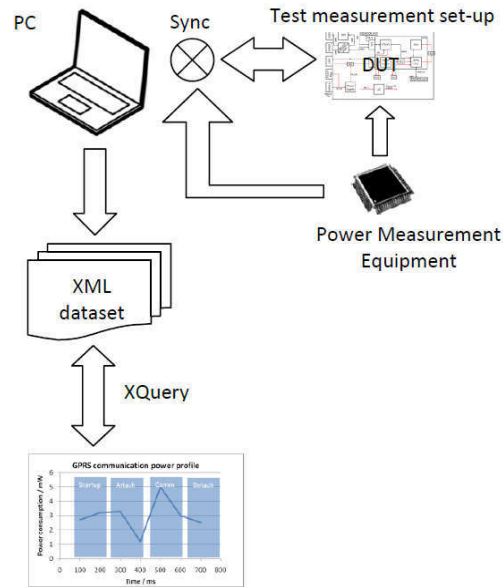 PC
Sync
Test measurement set-up
DUT
Power Measurement
Equipment
XML
dataset
XQuery
GPRS communication power profile
Power consumption / mW
6
5
4
3
2
1
0
Startup
Attach
Comm
Detach
0 100 200 300 400 500 600 700 800
Time / ms